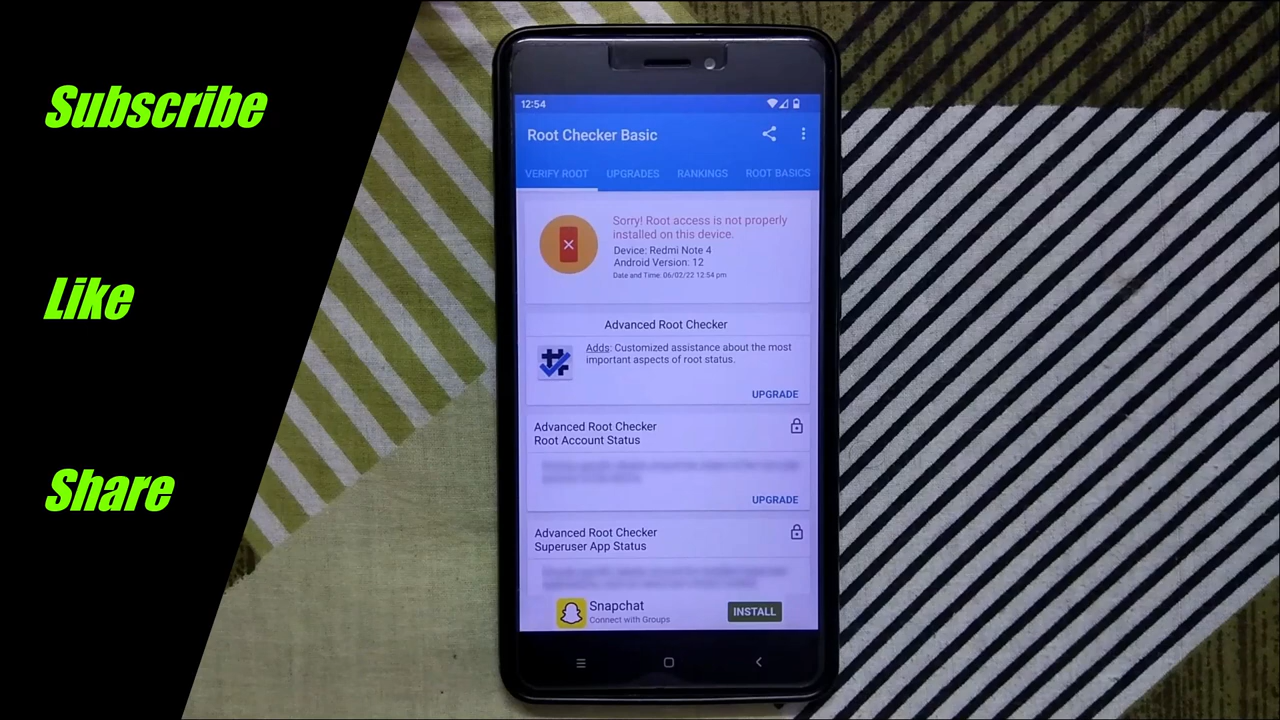 Subscribe
Like
Share
12:54
Root Checker Basic
VERIFY ROOT UPGRADES RANKINGS ROOT BASICS
Sorry! Root access is not properly
installed on this device.
Device: Redmi Note 4
Android Version: 12
Date and Time: 06/02/22 12:54 pm
Advanced Root Checker
Adds: Customized assistance about the most
important aspects of root status.
UPGRADE
Advanced Root Checker
Root Account Status
UPGRADE
Advanced Root Checker
Superuser App Status
Snapchat
Connect with Groups
INSTALL